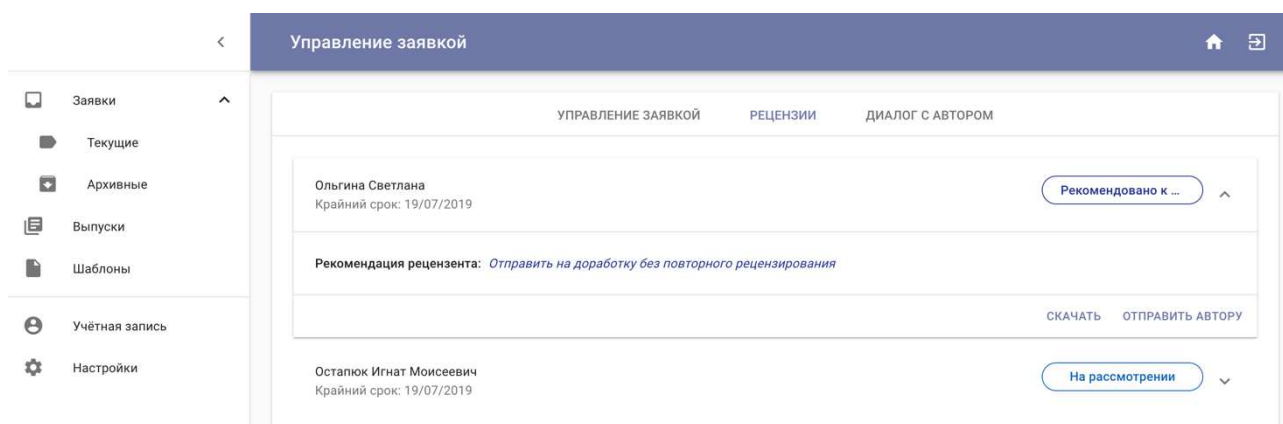 Управление заявкой
Заявки
Текущие
Архивные
Выпуски
Шаблоны
Учётная запись
Настройки
УПРАВЛЕНИЕ ЗАЯВКОЙ РЕЦЕНЗИИ ДИАЛОГ С АВТОРОМ
Ольгина Светлана
Крайний срок: 19/07/2019
Рекомендовано к ...
Рекомендация рецензента: Отправить на доработку без повторного рецензирования
СКАЧАТЬ ОТПРАВИТЬ АВТОРУ
Остапюк Игнат Моисеевич
Крайний срок: 19/07/2019
На рассмотрении